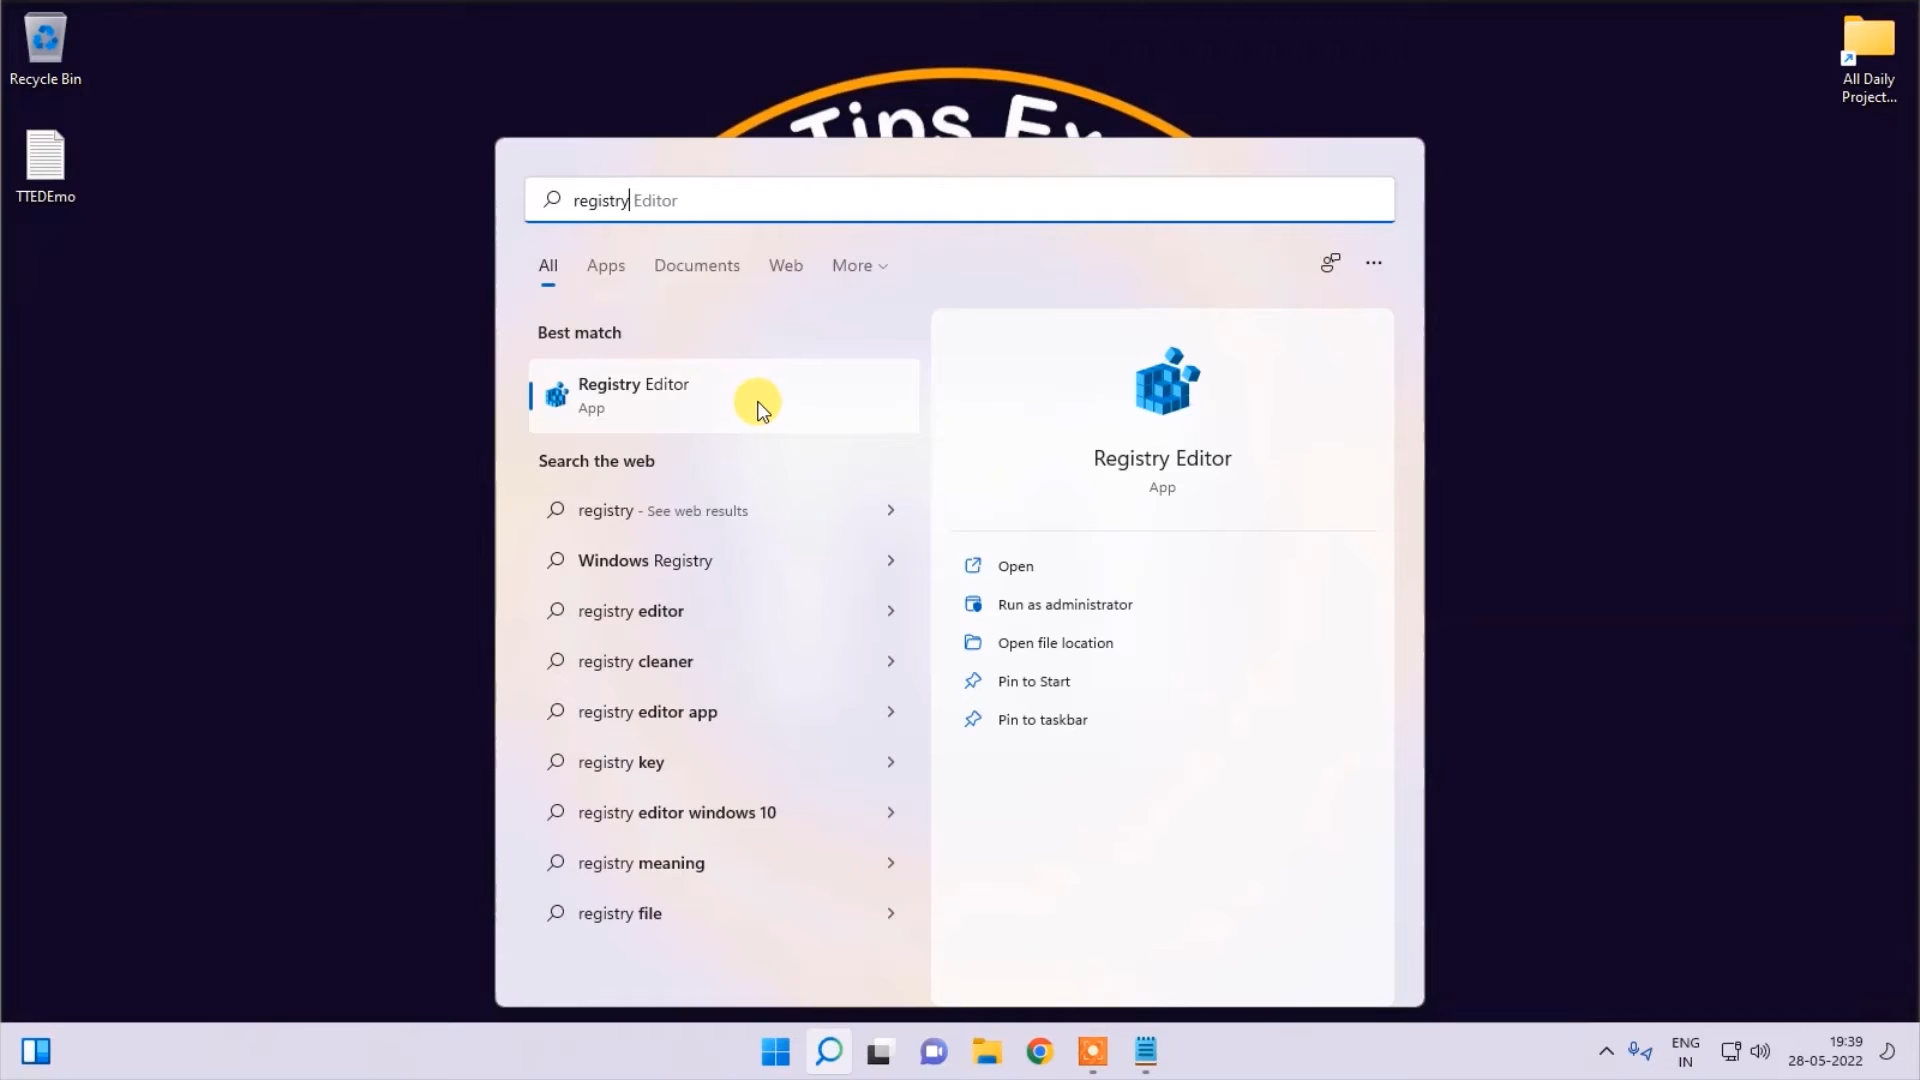 Recycle Bin
TTEDEmo
All Daily
Project...
Tips Ex
registry Editor
All
Apps
Documents
Web
More
Best match
Registry Editor
App
Search the web
registry - See web results
Windows Registry
registry editor
registry cleaner
registry editor app
registry key
registry editor windows 10
registry meaning
registry file
Registry Editor
App
Open
Run as administrator
Open file location
Pin to Start
Pin to taskbar
ENG
IN
19:39
28-05-2022